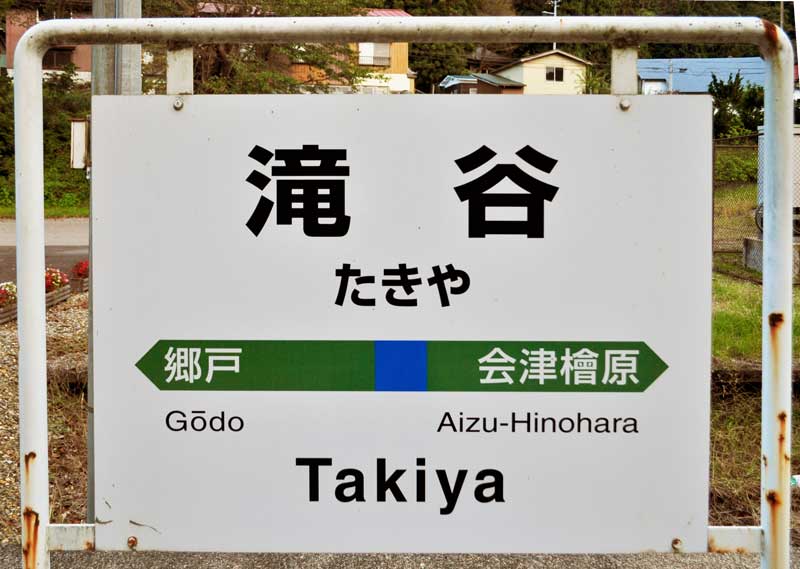 滝谷
たきや
郷戸 会津檜原
Gōdo Aizu-Hinohara
Takiya